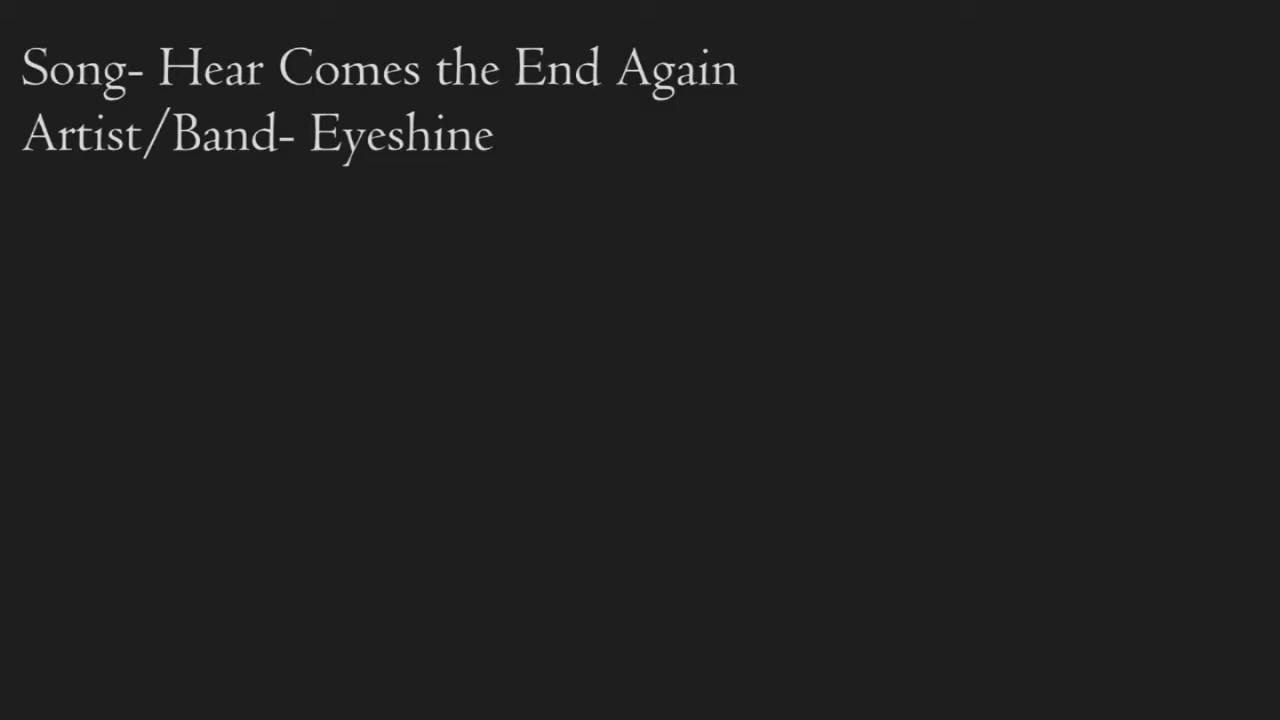 Song- Hear Comes the End Again
Artist/Band- Eyeshine